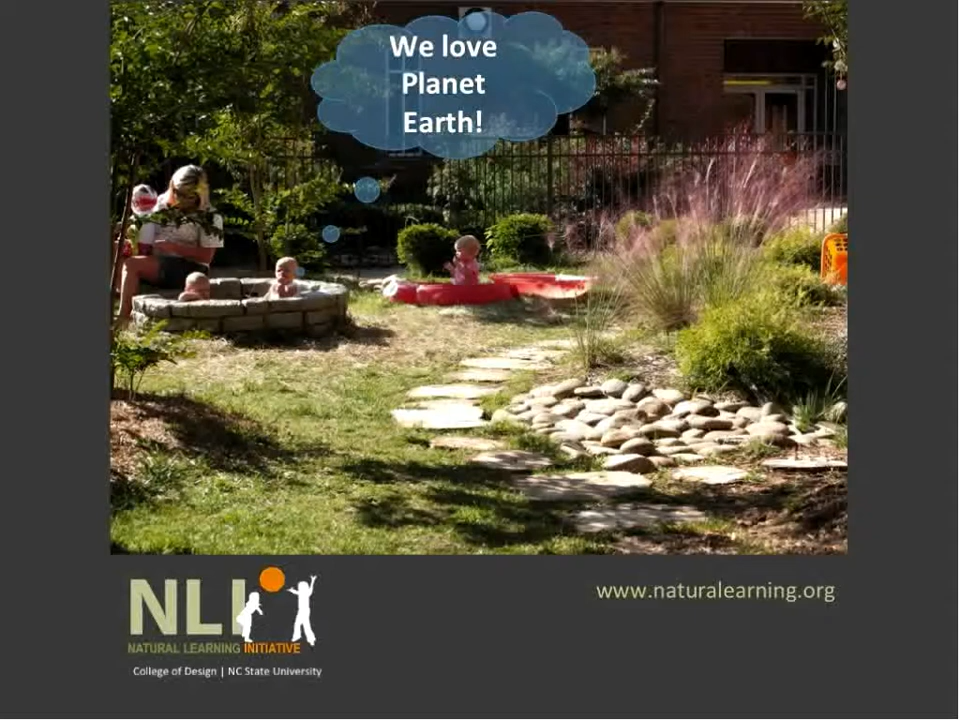 We love
Planet
Earth!
NLI
NATURAL LEARNING INITIATIVE
College of Design | NC State University
www.naturalearning.org